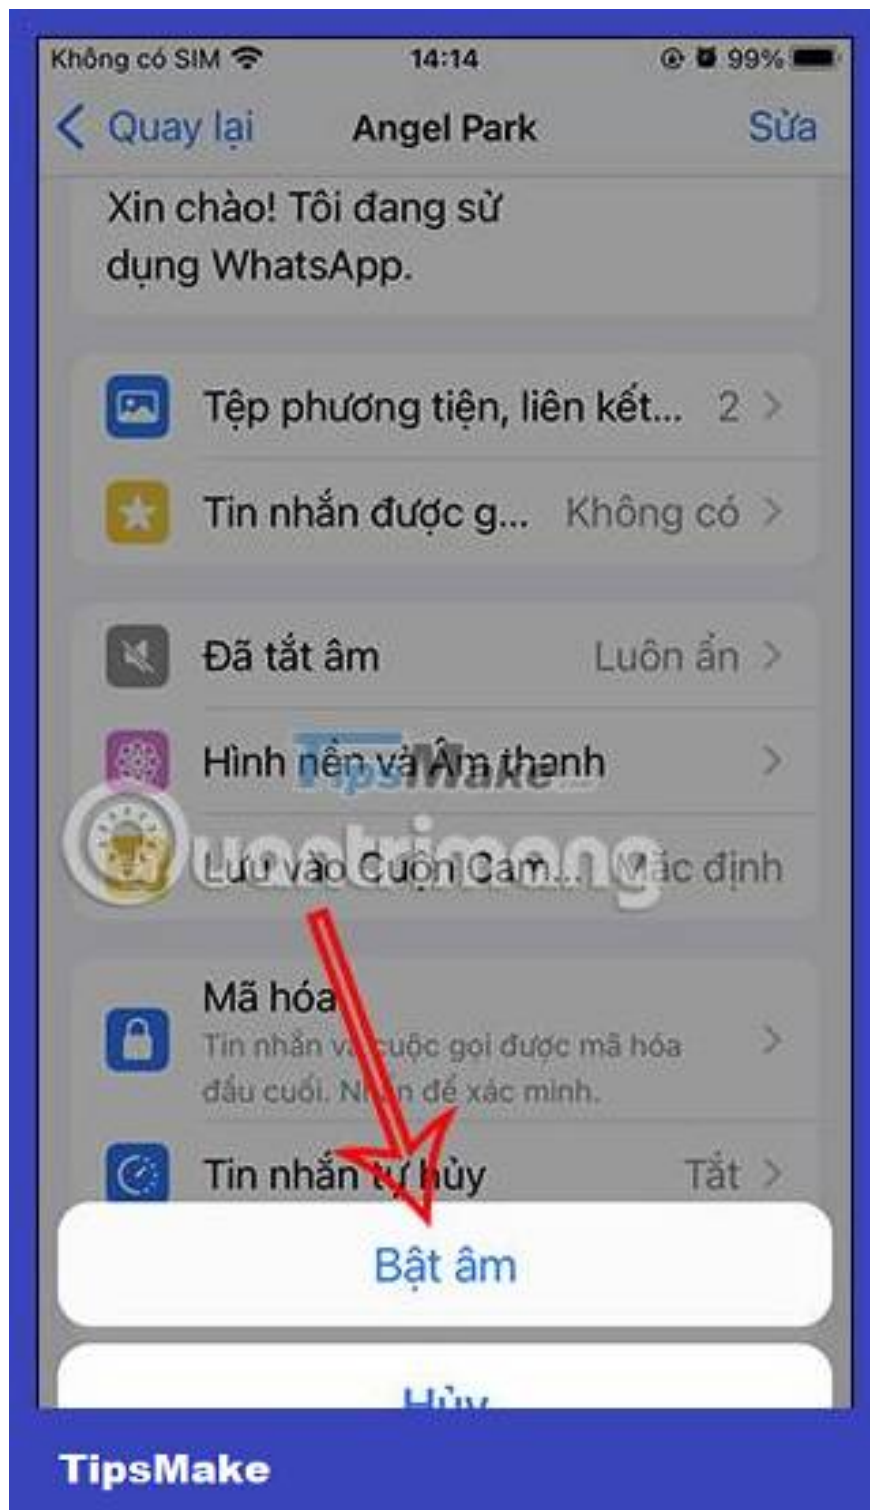 Không có SIM 14:14 99%
Quay lại Angel Park Sửa
Xin chào! Tôi đang sử
dụng WhatsApp.
Tệp phương tiện, liên kết... 2
Tin nhắn được g... Không có
Đã tắt âm Luôn ẩn
Hình nền và Âm thanh
TipsMake
Quantrimang
Lưu vào Cuộn Cam... Mặc định
Mã hóa
Tin nhắn và cuộc gọi được mã hóa
đầu cuối. Nhấn để xác minh.
Tin nhắn tự hủy Tắt
Bật âm
Hủy
TipsMake